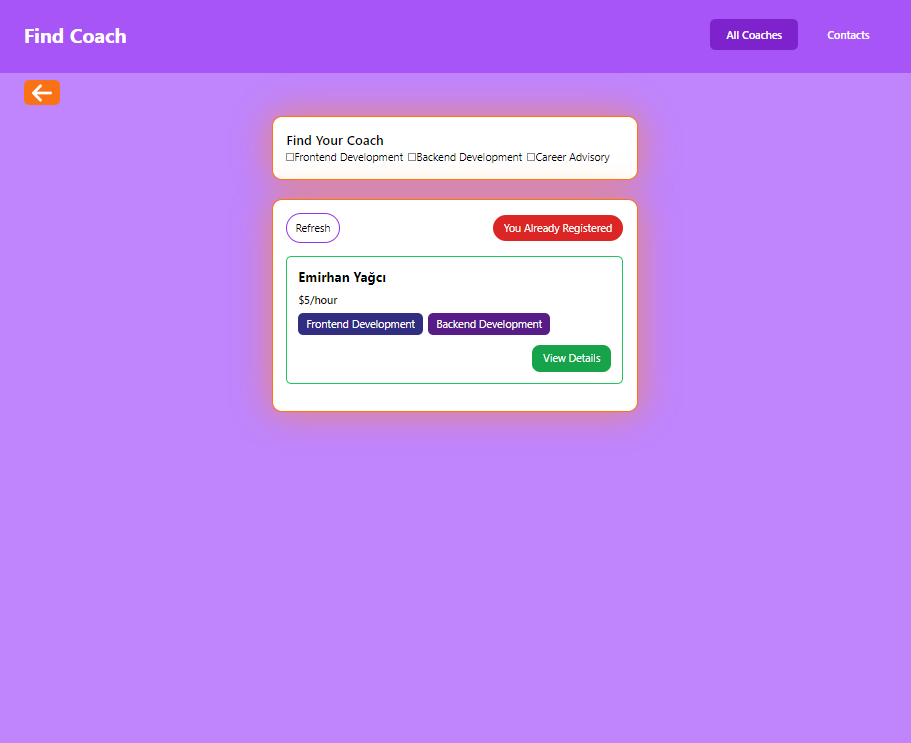 Find Coach
All Coaches
Contacts
Find Your Coach
Frontend Development Backend Development Career Advisory
Refresh
You Already Registered
Emirhan Yağcı
$5/hour
Frontend Development
Backend Development
View Details